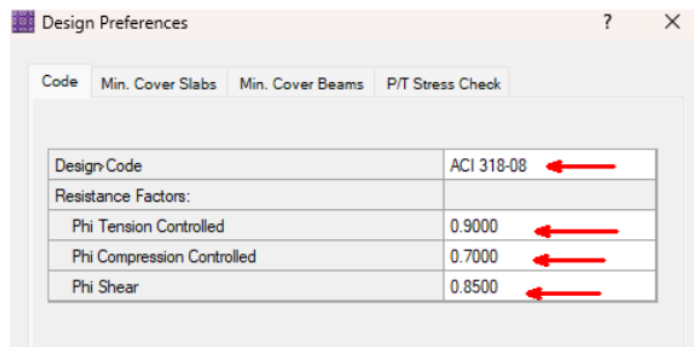 Design Preferences ? ×
Code Min. Cover Slabs Min. Cover Beams P/T Stress Check
Design Code ACI 318-08
Resistance Factors:
Phi Tension Controlled 0.9000
Phi Compression Controlled 0.7000
Phi Shear 0.8500